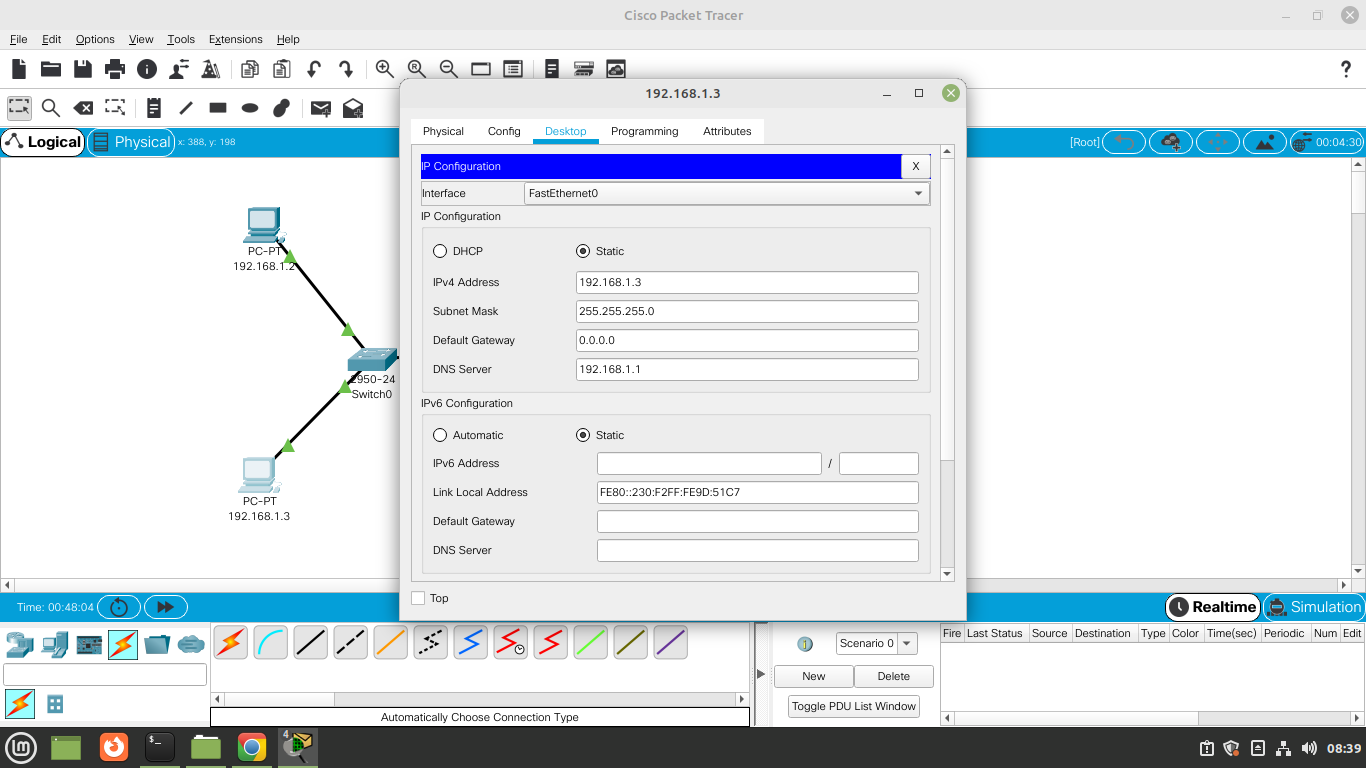 Cisco Packet Tracer
File Edit Options View Tools Extensions Help
?
192.168.1.3
Logical
Physical
x: 388, y: 198
[Root]
00:04:30
Physical Config Desktop Programming Attributes
IP Configuration
X
Interface
FastEthernet0
IP Configuration
DHCP
Static
IPv4 Address
192.168.1.3
Subnet Mask
255.255.255.0
Default Gateway
0.0.0.0
DNS Server
192.168.1.1
IPv6 Configuration
Automatic
Static
IPv6 Address
/
Link Local Address
FE80::230:F2FF:FE9D:51C7
Default Gateway
DNS Server
Top
PC-PT
192.168.1.2
2950-24
Switch0
PC-PT
192.168.1.3
Time: 00:48:04
Realtime
Simulation
1
Scenario 0
New
Delete
Toggle PDU List Window
Fire Last Status Source Destination Type Color Time(sec) Periodic Num Edit
Automatically Choose Connection Type
4
08:39